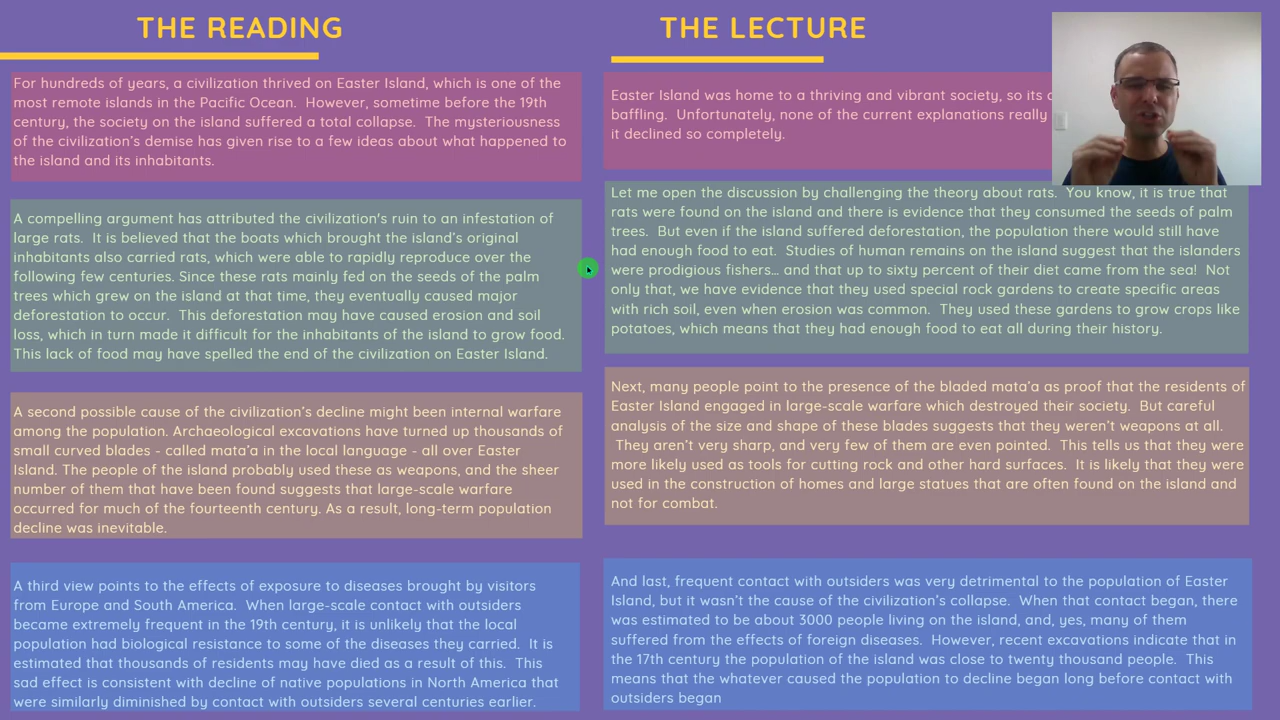 THE READING
For hundreds of years, a civilization thrived on Easter Island, which is one of the
most remote islands in the Pacific Ocean.  However, sometime before the 19th
century, the society on the island suffered a total collapse.  The mysteriousness
of the civilization's demise has given rise to a few ideas about what happened to
the island and its inhabitants.
A compelling argument has attributed the civilization's ruin to an infestation of
large rats.  It is believed that the boats which brought the island's original
inhabitants also carried rats, which were able to rapidly reproduce over the
following few centuries. Since these rats mainly fed on the seeds of the palm
trees which grew on the island at that time, they eventually caused major
deforestation to occur.  This deforestation may have caused erosion and soil
loss, which in turn made it difficult for the inhabitants of the island to grow food.
This lack of food may have spelled the end of the civilization on Easter Island.
A second possible cause of the civilization's decline might been internal warfare
among the population. Archaeological excavations have turned up thousands of
small curved blades - called mata'a in the local language - all over Easter
Island. The people of the island probably used these as weapons, and the sheer
number of them that have been found suggests that large-scale warfare
occurred for much of the fourteenth century. As a result, long-term population
decline was inevitable.
A third view points to the effects of exposure to diseases brought by visitors
from Europe and South America.  When large-scale contact with outsiders
became extremely frequent in the 19th century, it is unlikely that the local
population had biological resistance to some of the diseases they carried.  It is
estimated that thousands of residents may have died as a result of this.  This
sad effect is consistent with decline of native populations in North America that
were similarly diminished by contact with outsiders several centuries earlier.
THE LECTURE
Easter Island was home to a thriving and vibrant society, so its
baffling.  Unfortunately, none of the current explanations really
it declined so completely.
Let me open the discussion by challenging the theory about rats.  You know, it is true that
rats were found on the island and there is evidence that they consumed the seeds of palm
trees.  But even if the island suffered deforestation, the population there would still have
had enough food to eat.  Studies of human remains on the island suggest that the islanders
were prodigious fishers... and that up to sixty percent of their diet came from the sea!  Not
only that, we have evidence that they used special rock gardens to create specific areas
with rich soil, even when erosion was common.  They used these gardens to grow crops like
potatoes, which means that they had enough food to eat all during their history.
Next, many people point to the presence of the bladed mata'a as proof that the residents of
Easter Island engaged in large-scale warfare which destroyed their society.  But careful
analysis of the size and shape of these blades suggests that they weren't weapons at all.
They aren't very sharp, and very few of them are even pointed.  This tells us that they were
more likely used as tools for cutting rock and other hard surfaces.  It is likely that they were
used in the construction of homes and large statues that are often found on the island and
not for combat.
And last, frequent contact with outsiders was very detrimental to the population of Easter
Island, but it wasn't the cause of the civilization's collapse.  When that contact began, there
was estimated to be about 3000 people living on the island, and, yes, many of them
suffered from the effects of foreign diseases.  However, recent excavations indicate that in
the 17th century the population of the island was close to twenty thousand people.  This
means that the whatever caused the population to decline began long before contact with
outsiders began